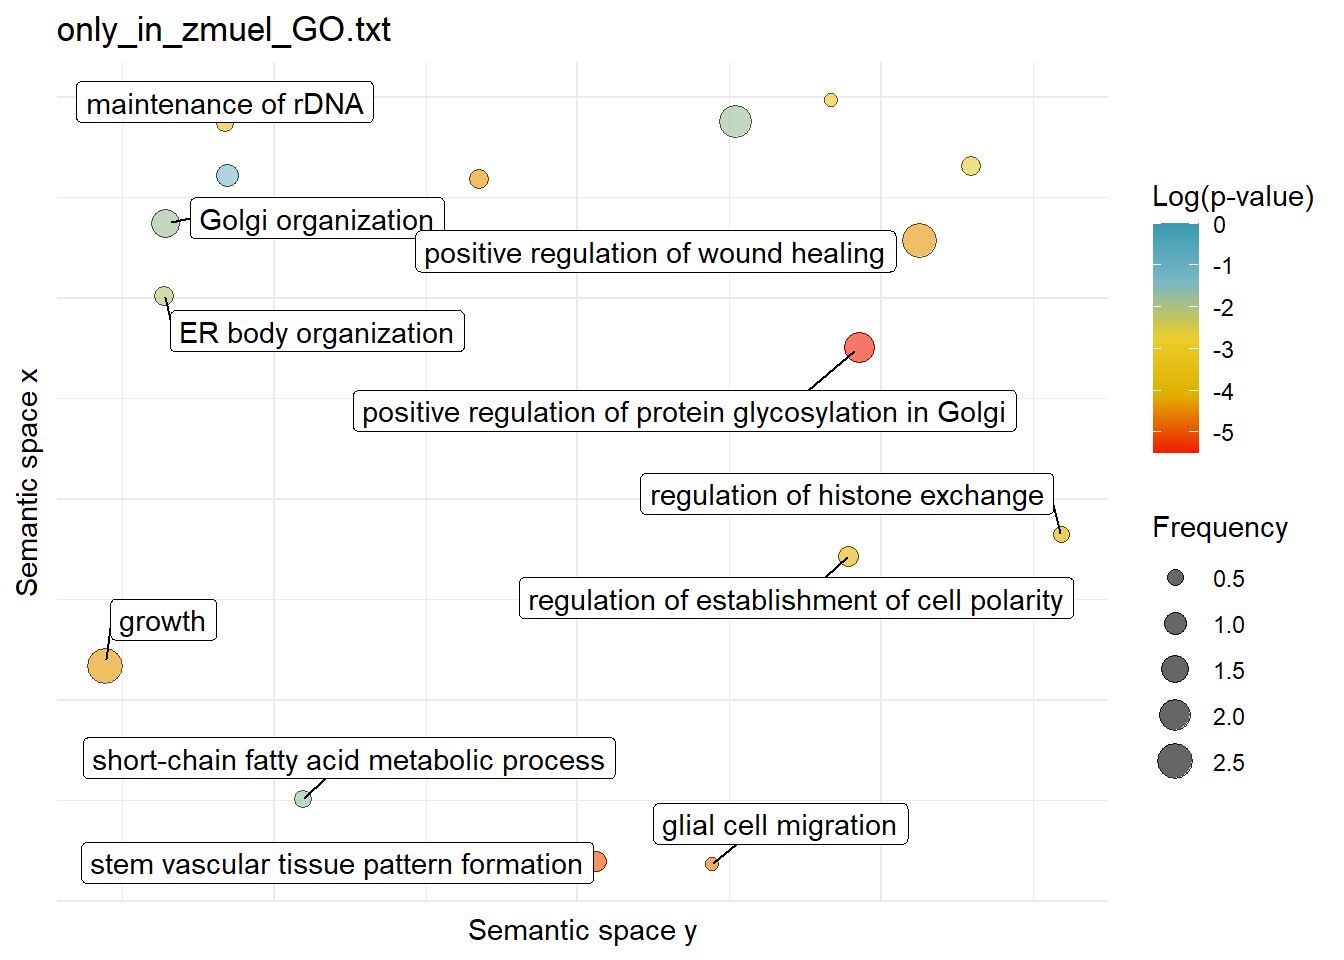 only_in_zmuel_GO.txt
maintenance of rDNA
Golgi organization
positive regulation of wound healing
ER body organization
positive regulation of protein glycosylation in Golgi
regulation of histone exchange
regulation of establishment of cell polarity
growth
short-chain fatty acid metabolic process
glial cell migration
stem vascular tissue pattern formation
Semantic space x
Semantic space y
Log(p-value)
0
-1
-2
-3
-4
-5
Frequency
0.5
1.0
1.5
2.0
2.5